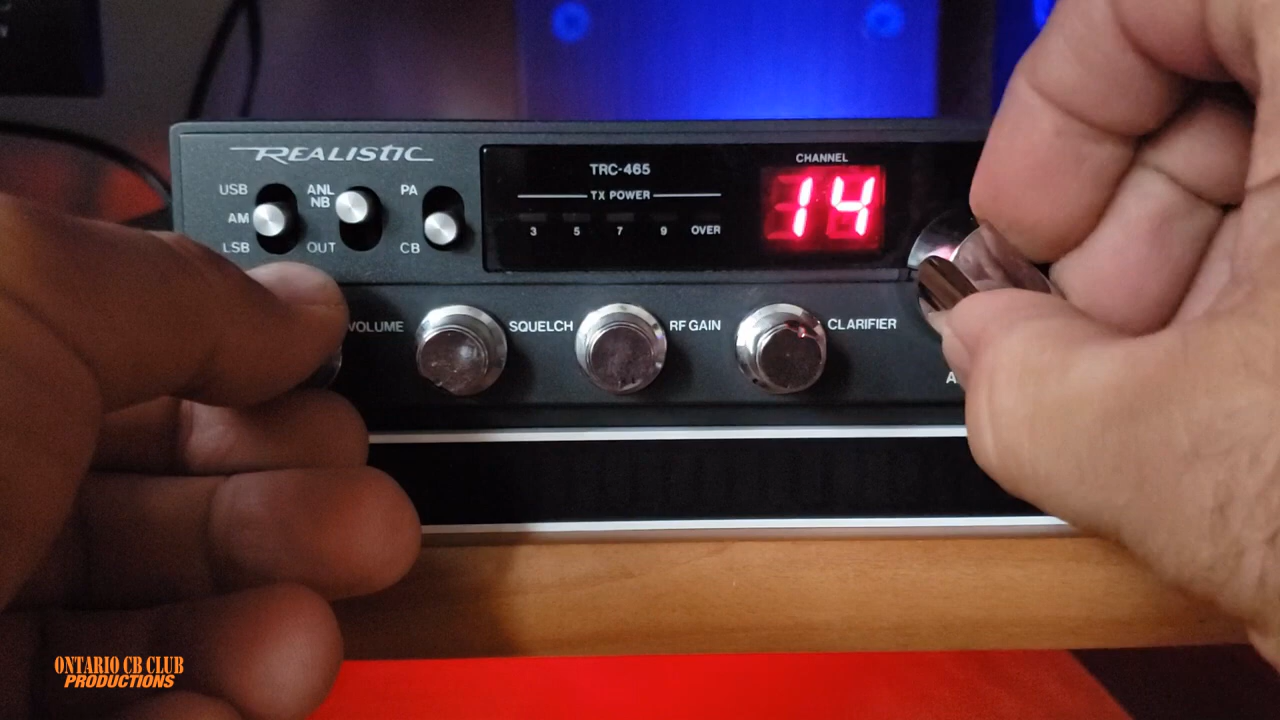 REALISTIC
USB
AM
LSB
ANL
NB
OUT
PA
CB
TRC-465
TX POWER
3 5 7 9 OVER
CHANNEL
14
VOLUME
SQUELCH
RF GAIN
CLARIFIER
ONTARIO CB CLUB
PRODUCTIONS